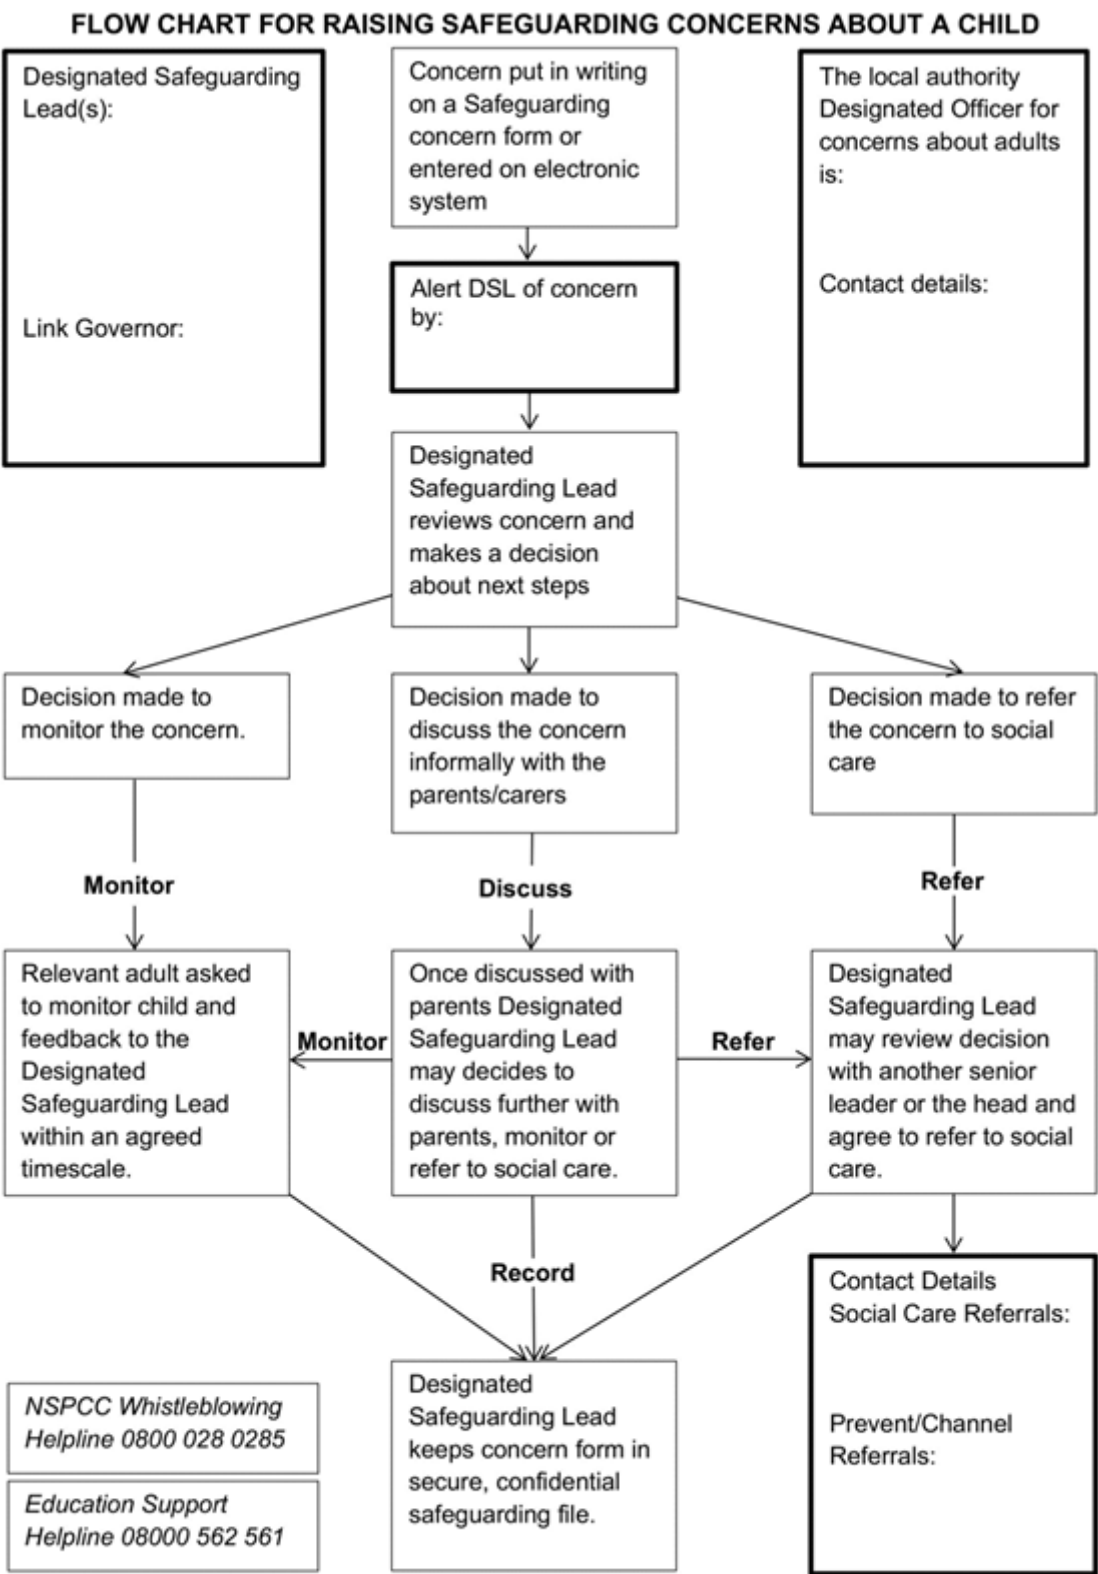 FLOW CHART FOR RAISING SAFEGUARDING CONCERNS ABOUT A CHILD
Designated Safeguarding
Lead(s):
Link Governor:
Concern put in writing
on a Safeguarding
concern form or
entered on electronic
system
The local authority
Designated Officer for
concerns about adults
is:
Contact details:
Alert DSL of concern
by:
Designated
Safeguarding Lead
reviews concern and
makes a decision
about next steps
Decision made to
monitor the concern.
Decision made to
discuss the concern
informally with the
parents/carers
Decision made to refer
the concern to social
care
Monitor
Discuss
Refer
Relevant adult asked
to monitor child and
feedback to the
Designated
Safeguarding Lead
within an agreed
timescale.
Monitor
Once discussed with
parents Designated
Safeguarding Lead
may decides to
discuss further with
parents, monitor or
refer to social care.
Refer
Designated
Safeguarding Lead
may review decision
with another senior
leader or the head and
agree to refer to social
care.
Record
Contact Details
Social Care Referrals:
Prevent/Channel
Referrals:
Designated
Safeguarding Lead
keeps concern form in
secure, confidential
safeguarding file.
NSPCC Whistleblowing
Helpline 0800 028 0285
Education Support
Helpline 08000 562 561